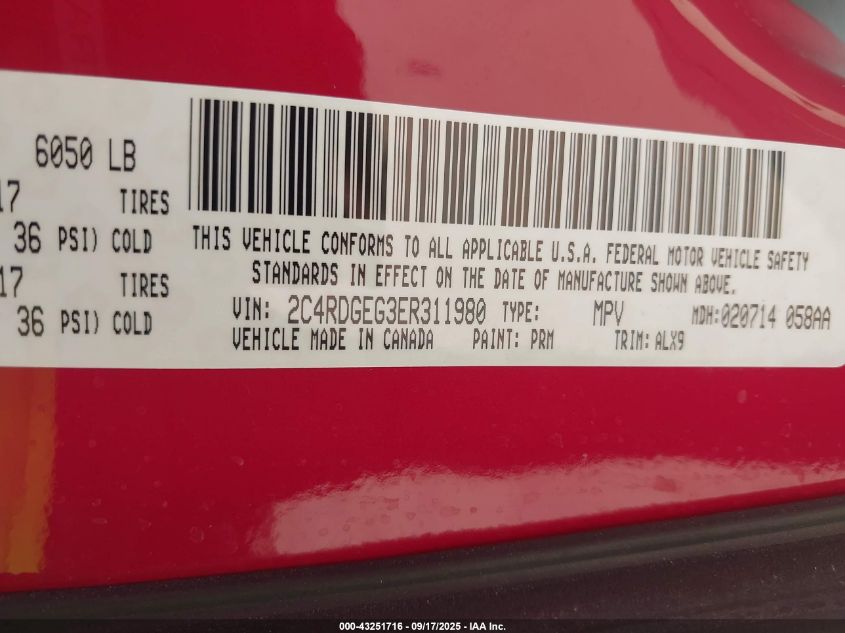 6050 LB
17 TIRES
36 PSI) COLD
17 TIRES
36 PSI) COLD
THIS VEHICLE CONFORMS TO ALL APPLICABLE U.S.A. FEDERAL MOTOR VEHICLE SAFETY
STANDARDS IN EFFECT ON THE DATE OF MANUFACTURE SHOWN ABOVE.
VIN: 2C4RDGEG3ER311980 TYPE: MPV MDH:020714 058AA
VEHICLE MADE IN CANADA PAINT: PRM TRIM: ALX9
000-43251716 - 09/17/2025 - IAA Inc.